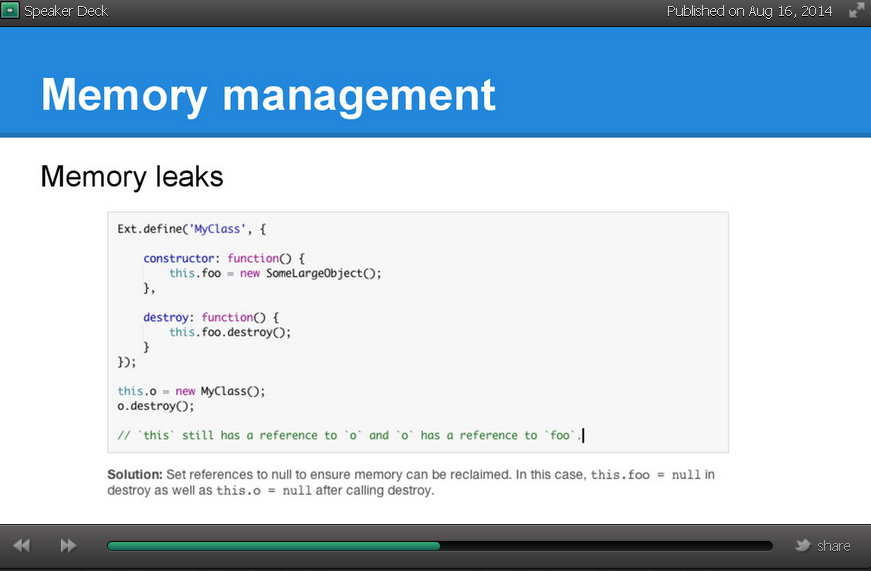 Speaker Deck
Published on Aug 16, 2014
Memory management
Memory leaks
Ext.define('MyClass', {
constructor: function() {
this.foo = new SomeLargeObject();
},
destroy: function() {
this.foo.destroy();
}
});
this.o = new MyClass();
o.destroy();
// `this` still has a reference to `o` and `o` has a reference to `foo`.
Solution: Set references to null to ensure memory can be reclaimed. In this case, this.foo = null in
destroy as well as this.o = null after calling destroy.
share